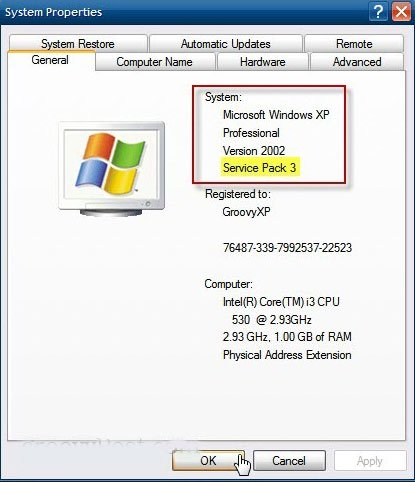 System Properties
System Restore
Automatic Updates
Remote
General
Computer Name
Hardware
Advanced
System:
Microsoft Windows XP
Professional
Version 2002
Service Pack 3
Registered to:
GroovyXP
76487-339-7992537-22523
Computer:
Intel(R) Core(TM) i3 CPU
530 @ 2.93GHz
2.93 GHz, 1.00 GB of RAM
Physical Address Extension
OK
Cancel
Apply